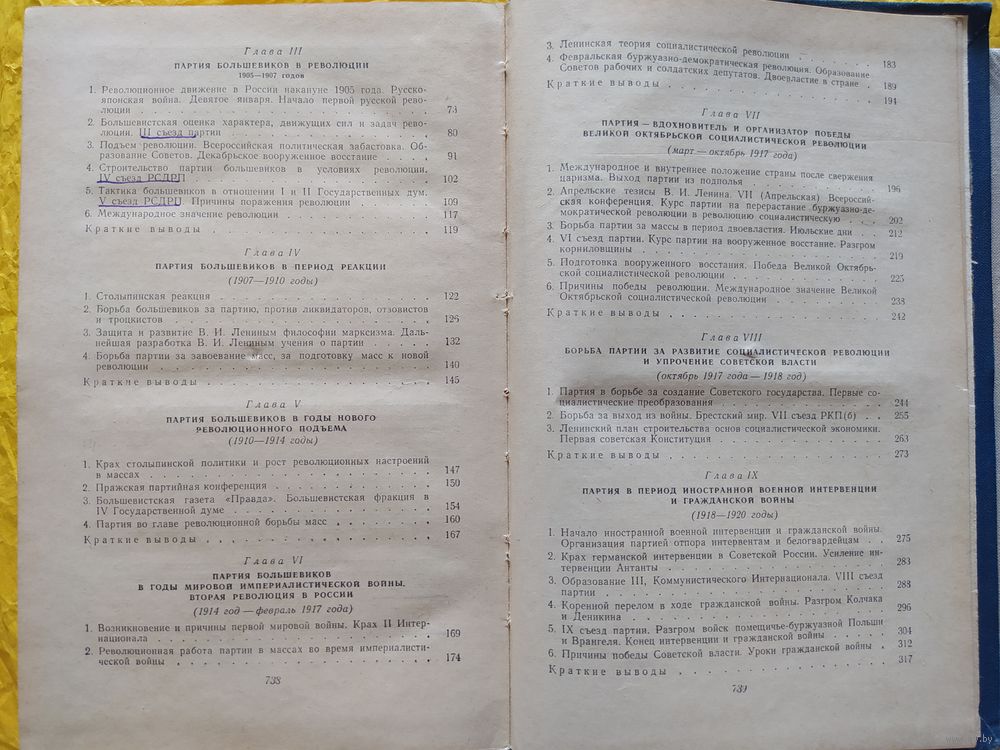 Глава III
ПАРТИЯ БОЛЬШЕВИКОВ В РЕВОЛЮЦИИ
1905—1907 годов
1. Революционное движение в России накануне 1905 года. Русско-
японская война. Девятое января. Начало первой русской рево-
люции . . . 73
2. Большевистская оценка характера, движущих сил и задач рево-
люции. III съезд партии . . . 80
3. Подъем революции. Всероссийская политическая забастовка. Об-
разование Советов. Декабрьское вооруженное восстание . . . 91
4. Строительство партии большевиков в условиях революции.
IV съезд РСДРП . . . 102
5. Тактика большевиков в отношении I и II Государственных дум.
V съезд РСДРП. Причины поражения революции . . . 109
6. Международное значение революции . . . 117
Краткие выводы . . . 119
Глава IV
ПАРТИЯ БОЛЬШЕВИКОВ В ПЕРИОД РЕАКЦИИ
(1907—1910 годы)
1. Столыпинская реакция . . . 122
2. Борьба большевиков за партию, против ликвидаторов, отзовистов
и троцкистов . . . 126
3. Защита и развитие В. И. Лениным философии марксизма. Даль-
нейшая разработка В. И. Лениным учения о партии . . . 132
4. Борьба партии за завоевание масс, за подготовку масс к новой
революции . . . 140
Краткие выводы . . . 145
Глава V
ПАРТИЯ БОЛЬШЕВИКОВ В ГОДЫ НОВОГО
РЕВОЛЮЦИОННОГО ПОДЪЕМА
(1910—1914 годы)
1. Крах столыпинской политики и рост революционных настроений
в массах . . . 147
2. Пражская партийная конференция . . . 150
3. Большевистская газета «Правда». Большевистская фракция в
IV Государственной думе . . . 154
4. Партия во главе революционной борьбы масс . . . 160
Краткие выводы . . . 167
Глава VI
ПАРТИЯ БОЛЬШЕВИКОВ
В ГОДЫ МИРОВОЙ ИМПЕРИАЛИСТИЧЕСКОЙ ВОЙНЫ.
ВТОРАЯ РЕВОЛЮЦИЯ В РОССИИ
(1914 год — февраль 1917 года)
1. Возникновение и причины первой мировой войны. Крах II Интер-
национала . . . 169
2. Революционная работа партии в массах во время империалисти-
ческой войны . . . 174
738
3. Ленинская теория социалистической революции . . . 183
4. Февральская буржуазно-демократическая революция. Образование
Советов рабочих и солдатских депутатов. Двоевластие в стране . 189
Краткие выводы . . . 194
Глава VII
ПАРТИЯ — ВДОХНОВИТЕЛЬ И ОРГАНИЗАТОР ПОБЕДЫ
ВЕЛИКОЙ ОКТЯБРЬСКОЙ СОЦИАЛИСТИЧЕСКОЙ РЕВОЛЮЦИИ
(март — октябрь 1917 года)
1. Международное и внутреннее положение страны после свержения
царизма. Выход партии из подполья . . . 196
2. Апрельские тезисы В. И. Ленина. VII (Апрельская) Всероссий-
ская конференция. Курс партии на перерастание буржуазно-де-
мократической революции в революцию социалистическую . . . 202
3. Борьба партии за массы в период двоевластия. Июльские дни . . 212
4. VI съезд партии. Курс партии на вооруженное восстание. Разгром
корниловщины . . . 219
5. Подготовка вооруженного восстания. Победа Великой Октябрь-
ской социалистической революции . . . 225
6. Причины победы революции. Международное значение Великой
Октябрьской социалистической революции . . . 238
Краткие выводы . . . 242
Глава VIII
БОРЬБА ПАРТИИ ЗА РАЗВИТИЕ СОЦИАЛИСТИЧЕСКОЙ РЕВОЛЮЦИИ
И УПРОЧЕНИЕ СОВЕТСКОЙ ВЛАСТИ
(октябрь 1917 года — 1918 год)
1. Партия в борьбе за создание Советского государства. Первые со-
циалистические преобразования . . . 244
2. Борьба за выход из войны. Брестский мир. VII съезд РКП(б) . . 255
3. Ленинский план строительства основ социалистической экономики.
Первая советская Конституция . . . 263
Краткие выводы . . . 273
Глава IX
ПАРТИЯ В ПЕРИОД ИНОСТРАННОЙ ВОЕННОЙ ИНТЕРВЕНЦИИ
И ГРАЖДАНСКОЙ ВОЙНЫ
(1918—1920 годы)
1. Начало иностранной военной интервенции и гражданской войны.
Организация партией отпора интервентам и белогвардейцам . . 275
2. Крах германской интервенции в Советской России. Усиление ин-
тервенции Антанты . . . 283
3. Образование III, Коммунистического Интернационала. VIII съезд
партии . . . 288
4. Коренной перелом в ходе гражданской войны. Разгром Колчака
и Деникина . . . 296
5. IX съезд партии. Разгром войск помещичье-буржуазной Польши
и Врангеля. Конец интервенции и гражданской войны . . . 304
6. Причины победы Советской власти. Уроки гражданской войны . 312
Краткие выводы . . . 317
739